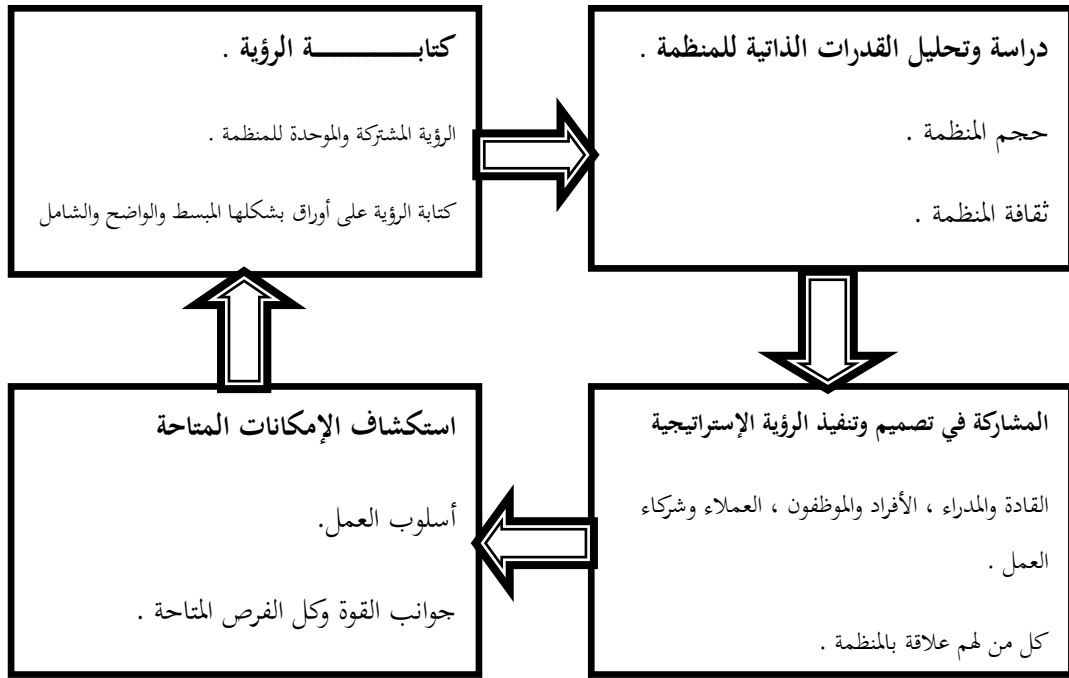 دراسة وتحليل القدرات الذاتية للمنظمة .
حجم المنظمة .
ثقافة المنظمة .
كتابـــــــــــة الرؤية .
الرؤية المشتركة والموحدة للمنظمة .
كتابة الرؤية على أوراق بشكلها المبسط والواضح والشامل
المشاركة في تصميم وتنفيذ الرؤية الإستراتيجية
القادة والمدراء ، الأفراد والموظفون ، العملاء وشركاء
العمل .
كل من لهم علاقة بالمنظمة .
استكشاف الإمكانات المتاحة
أسلوب العمل.
جوانب القوة وكل الفرص المتاحة .